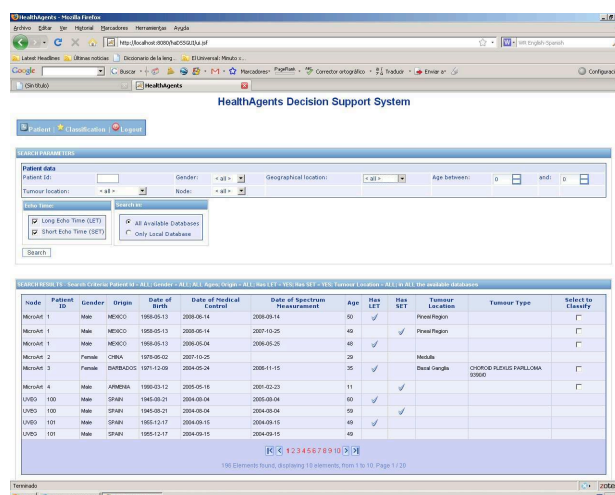 HealthAgents - Mozilla Firefox
Archivo Editar Ver Historial Marcadores Herramientas Ayuda
http://localhost:8080/haDSSGUI/ui.jsf
WR English-Spanish
Latest Headlines Últimas noticias Diccionario de la leng... El Universal: Minuto x...
Google Buscar Marcadores PageRank Corrector ortográfico Traducir Enviar a
(Sin título) HealthAgents
HealthAgents Decision Support System
Patient | Classification | Logout
SEARCH PARAMETERS
Patient data
Patient Id: Gender: < all > Geographical location: < all > Age between: 0 and: 0
Tumour location: < all > Node: < all >
Echo Time: Search in:
Long Echo Time (LET) All Available Databases
Short Echo Time (SET) Only Local Database
Search
SEARCH RESULTS - Search Criteria: Patient Id = ALL; Gender = ALL; ALL Ages; Origin = ALL; Has LET = YES; Has SET = YES; Tumour Location = ALL; in ALL the available databases
Node Patient ID Gender Origin Date of Birth Date of Medical Control Date of Spectrum Measurament Age Has LET Has SET Tumour Location Tumour Type Select to Classify
MicroArt 1 Male MEXICO 1958-05-13 2008-06-14 2008-09-14 50 Pineal Region
MicroArt 1 Male MEXICO 1958-05-13 2008-06-14 2007-10-25 49 Pineal Region
MicroArt 1 Male MEXICO 1958-05-13 2006-05-04 2006-05-25 48
MicroArt 2 Female CHINA 1978-06-02 2007-10-25 29 Medulla
MicroArt 3 Female BARBADOS 1971-12-09 2004-05-24 2006-11-15 35 Basal Ganglia CHOROID PLEXUS PAPILLOMA 9390/0
MicroArt 4 Male ARMENIA 1990-03-12 2005-05-16 2001-02-23 11
UVEG 100 Male SPAIN 1945-08-21 2004-08-04 2005-08-04 60
UVEG 100 Male SPAIN 1945-08-21 2004-08-04 2004-08-04 59
UVEG 101 Male SPAIN 1955-12-17 2004-09-15 2004-09-15 49
UVEG 101 Male SPAIN 1955-12-17 2004-09-15 2004-09-15 49
1 2 3 4 5 6 7 8 9 10
196 Elements found, displaying 10 elements, from 1 to 10. Page 1 / 20
Terminado